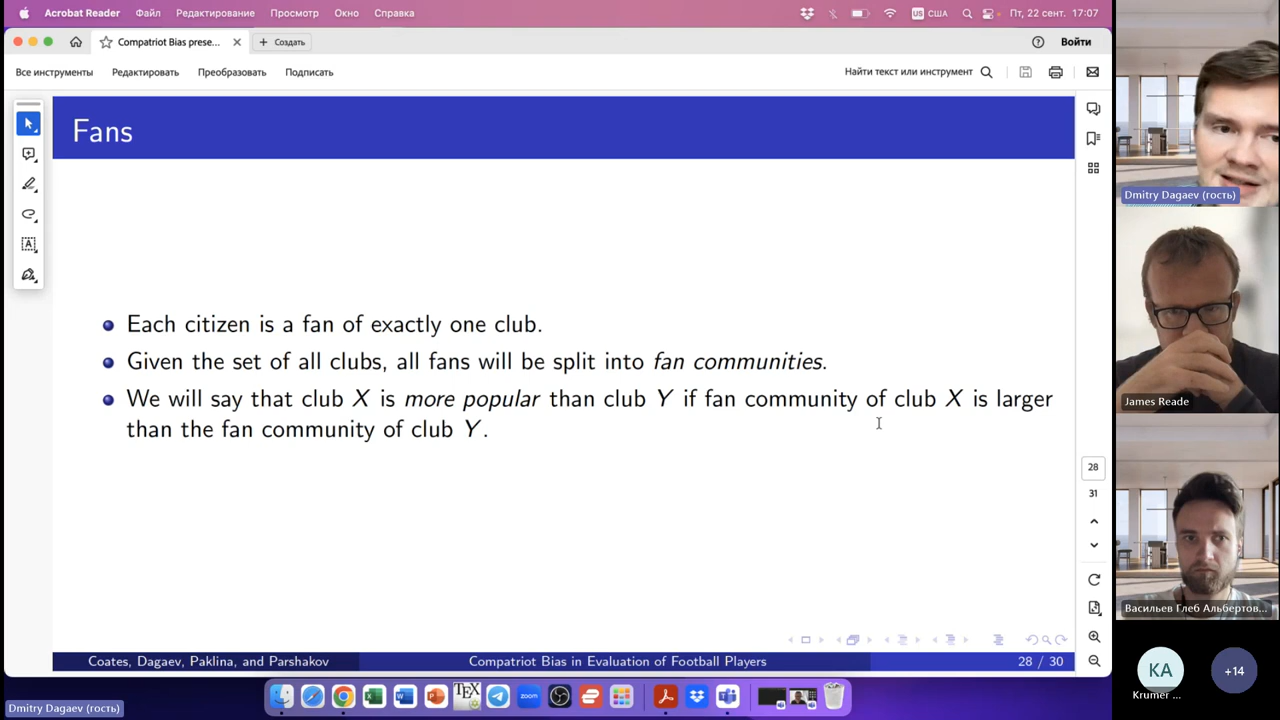 Acrobat Reader Файл Редактирование Просмотр Окно Справка US США Пт, 22 сент. 17:07
Compatriot Bias prese... Создать Войти
Все инструменты Редактировать Преобразовать Подписать Найти текст или инструмент
Fans
Each citizen is a fan of exactly one club.
Given the set of all clubs, all fans will be split into fan communities.
We will say that club X is more popular than club Y if fan community of club X is larger
than the fan community of club Y.
28
31
Coates, Dagaev, Paklina, and Parshakov Compatriot Bias in Evaluation of Football Players 28 / 30
TEX zoom
Dmitry Dagaev (гость)
Dmitry Dagaev (гость)
James Reade
Васильев Глеб Альбертов...
KA
Krumer ...
+14